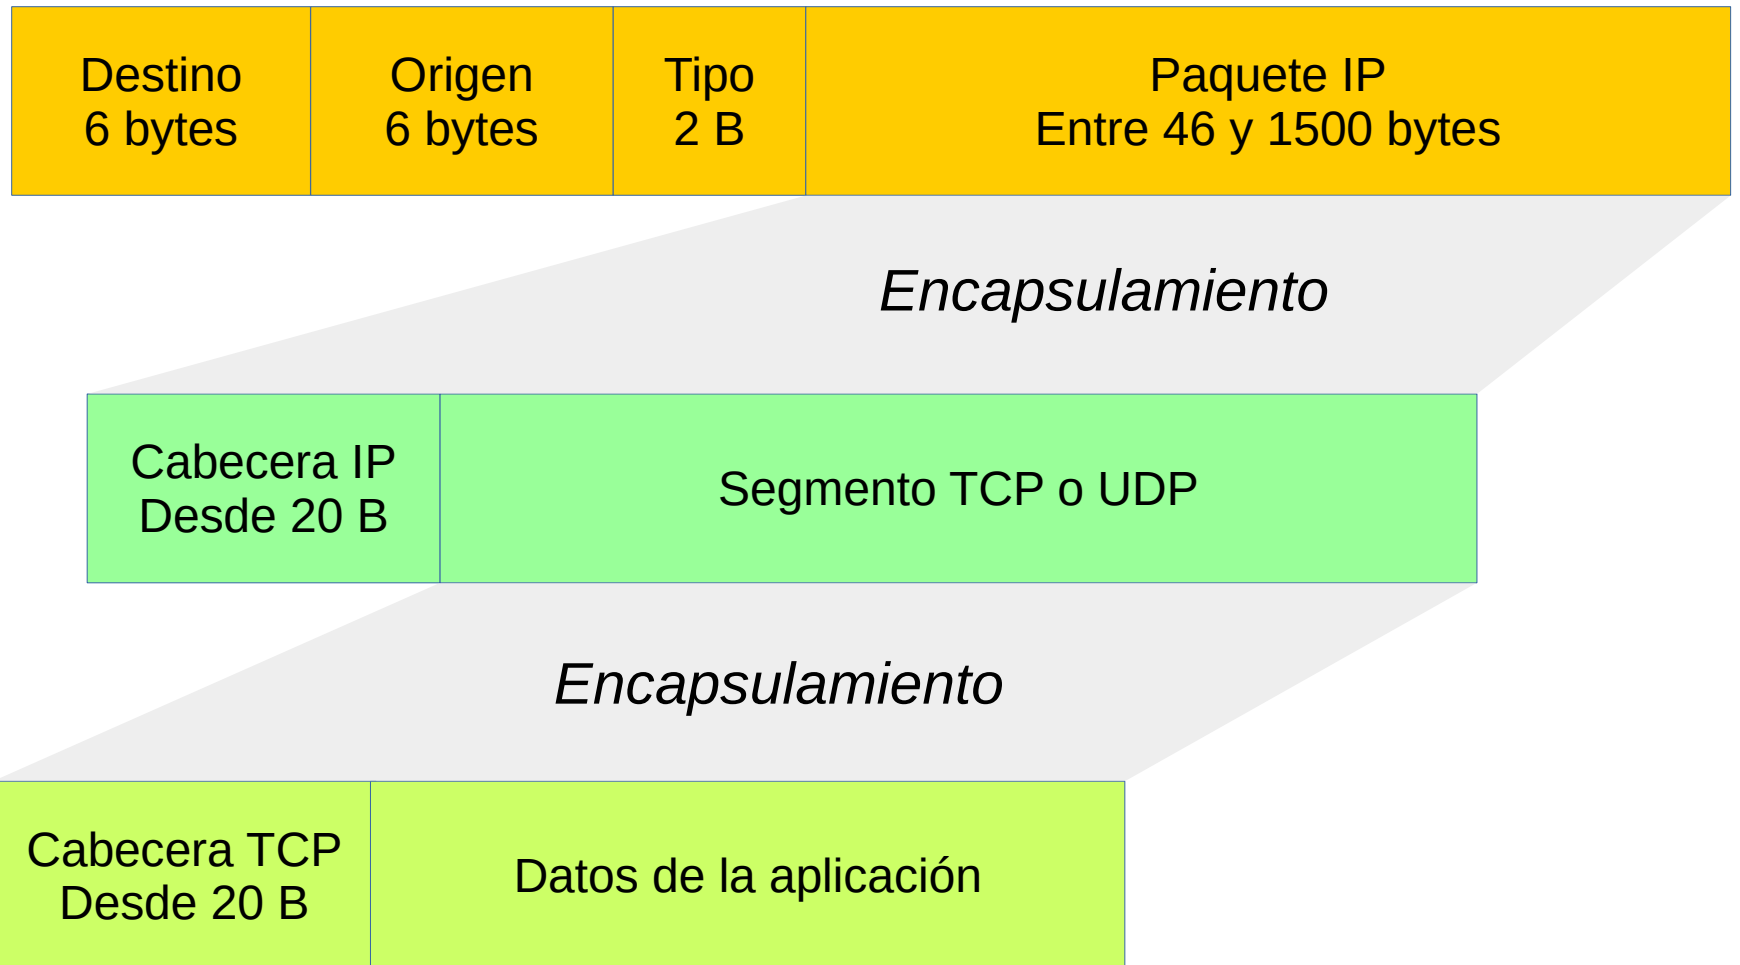 Destino
6 bytes
Origen
6 bytes
Tipo
2 B
Paquete IP
Entre 46 y 1500 bytes
Encapsulamiento
Cabecera IP
Desde 20 B
Segmento TCP o UDP
Encapsulamiento
Cabecera TCP
Desde 20 B
Datos de la aplicación